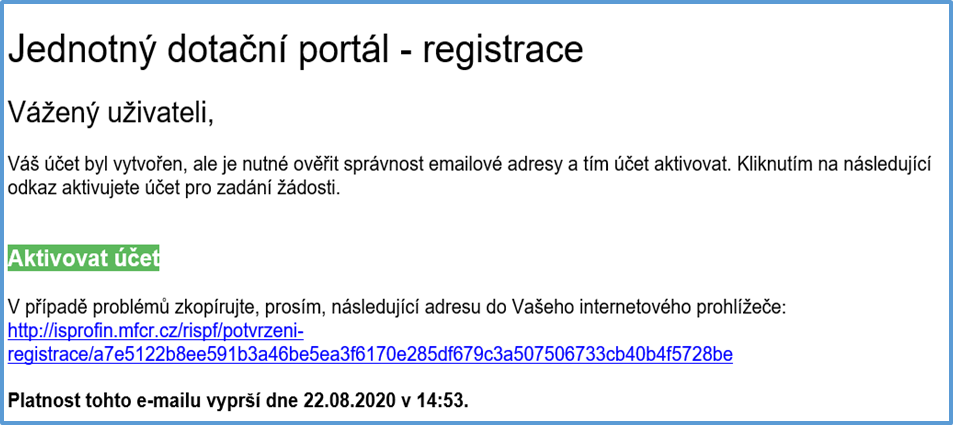 Jednotný dotační portál - registrace
Vážený uživateli,
Váš účet byl vytvořen, ale je nutné ověřit správnost emailové adresy a tím účet aktivovat. Kliknutím na následující
odkaz aktivujete účet pro zadání žádosti.
Aktivovat účet
V případě problémů zkopírujte, prosím, následující adresu do Vašeho internetového prohlížeče:
http://isprofin.mfcr.cz/rispf/potvrzeni-
registrace/a7e5122b8ee591b3a46be5ea3f6170e285df679c3a507506733cb40b4f5728be
Platnost tohto e-mailu vyprší dne 22.08.2020 v 14:53.